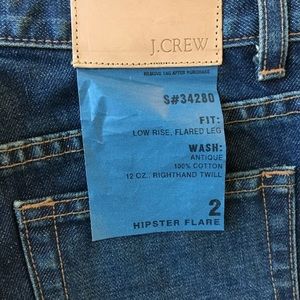 J.CREW
REMOVE TAG AFTER PURCHASE
S#34280
FIT:
LOW RISE, FLARED LEG
WASH:
ANTIQUE
100% COTTON
12 OZ., RIGHTHAND TWILL
2
HIPSTER FLARE